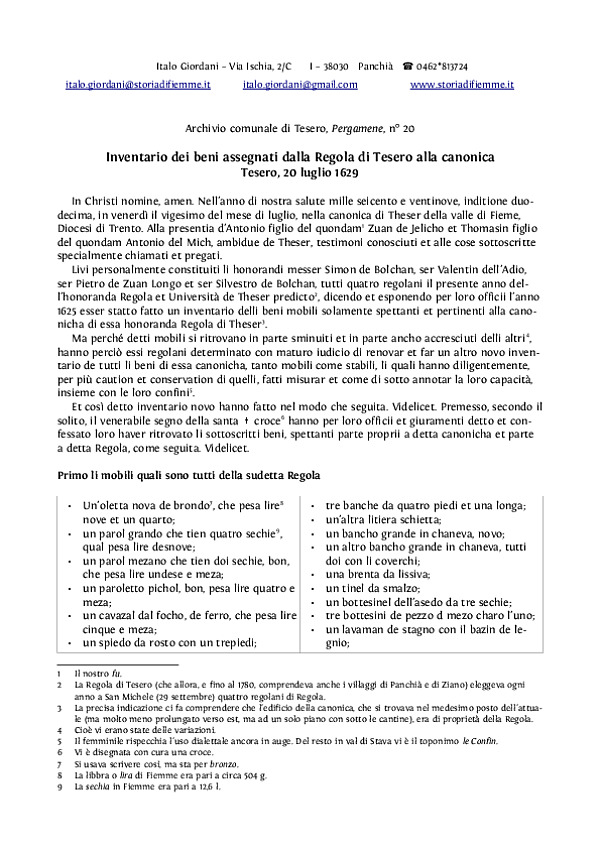 Italo Giordani – Via Ischia, 2/C I – 38030 Panchià ☎ 0462*813724
italo.giordani@storiadifiemme.it italo.giordani@gmail.com www.storiadifiemme.it
Archivio comunale di Tesero, Pergamene, n° 20
Inventario dei beni assegnati dalla Regola di Tesero alla canonica
Tesero, 20 luglio 1629
In Christi nomine, amen. Nell'anno di nostra salute mille seicento e ventinove, inditione duo-
decima, in venerdì il vigesimo del mese di luglio, nella canonica di Theser della valle di Fieme,
Diocesi di Trento. Alla presentia d'Antonio figlio del quondam¹ Zuan de Jelicho et Thomasin figlio
del quondam Antonio del Mich, ambidue de Theser, testimoni conosciuti et alle cose sottoscritte
specialmente chiamati et pregati.
Livi personalmente constituiti li honorandi messer Simon de Bolchan, ser Valentin dell'Adio,
ser Pietro de Zuan Longo et ser Silvestro de Bolchan, tutti quatro regolani il presente anno del-
l'honoranda Regola et Università de Theser predicto², dicendo et esponendo per loro officii l'anno
1625 esser statto fatto un inventario delli beni mobili solamente spettanti et pertinenti alla cano-
nicha di essa honoranda Regola di Theser³.
Ma perché detti mobili si ritrovano in parte sminuiti et in parte ancho accresciuti delli altri⁴,
hanno perciò essi regolani determinato con maturo iudicio di renovar et far un altro novo inven-
tario de tutti li beni di essa canonica, tanto mobili come stabili, li quali hanno diligentemente,
per più caution et conservation di quelli, fatti misurar et come di sotto annotar la loro capacità,
insieme con le loro confini⁵.
Et così detto inventario novo hanno fatto nel modo che seguita. Videlicet. Premesso, secondo il
solito, il venerabile segno della santa ✝ croce⁶ hanno per loro officii et giuramenti detto et con-
fessato loro haver ritrovato li sottoscritti beni, spettanti parte proprii a detta canonicha et parte
a detta Regola, come seguita. Videlicet.
Primo li mobili quali sono tutti della sudetta Regola
• Un'oletta nova de brondo⁷, che pesa lire⁸
nove et un quarto;
• un parol grando che tien quatro sechie⁹,
qual pesa lire desnove;
• un parol mezano che tien doi sechie, bon,
che pesa lire undese e meza;
• un paroletto pichol, bon, pesa lire quatro e
meza;
• un cavazal dal focho, de ferro, che pesa lire
cinque e meza;
• un spiedo da rosto con un trepiedi;
• tre banche da quatro piedi et una longa;
• un'altra litiera schietta;
• un bancho grando in chaneva, novo;
• un altro bancho grando in chaneva, tutti
doi con li coverchi;
• una brenta da lissiva;
• un tinel da smalzo;
• un bottesinel dell'asedo da tre sechie;
• tre bottesini de pezzo d mezo charo l'uno;
• un lavaman de stagno con il bazin de le-
gnio;
1 Il nostro fu.
2 La Regola di Tesero (che allora, e fino al 1780, comprendeva anche i villaggi di Panchià e di Ziano) eleggeva ogni
anno a San Michele (29 settembre) quattro regolani di Regola.
3 La precisa indicazione ci fa comprendere che l'edificio della canonica, che si trovava nel medesimo posto dell'attua-
le (ma molto meno prolungato verso est, ma ad un solo piano con sotto le cantine), era di proprietà della Regola.
4 Cioè vi erano state delle variazioni.
5 Il femminile rispecchia l'uso dialettale ancora in auge. Del resto in val di Stava vi è il toponimo le Confin.
6 Vi è disegnata con cura una croce.
7 Si usava scrivere così, ma sta per bronzo.
8 La libbra o lira di Fiemme era pari a circa 504 g.
9 La sechia in Fiemme era pari a 12,6 l.